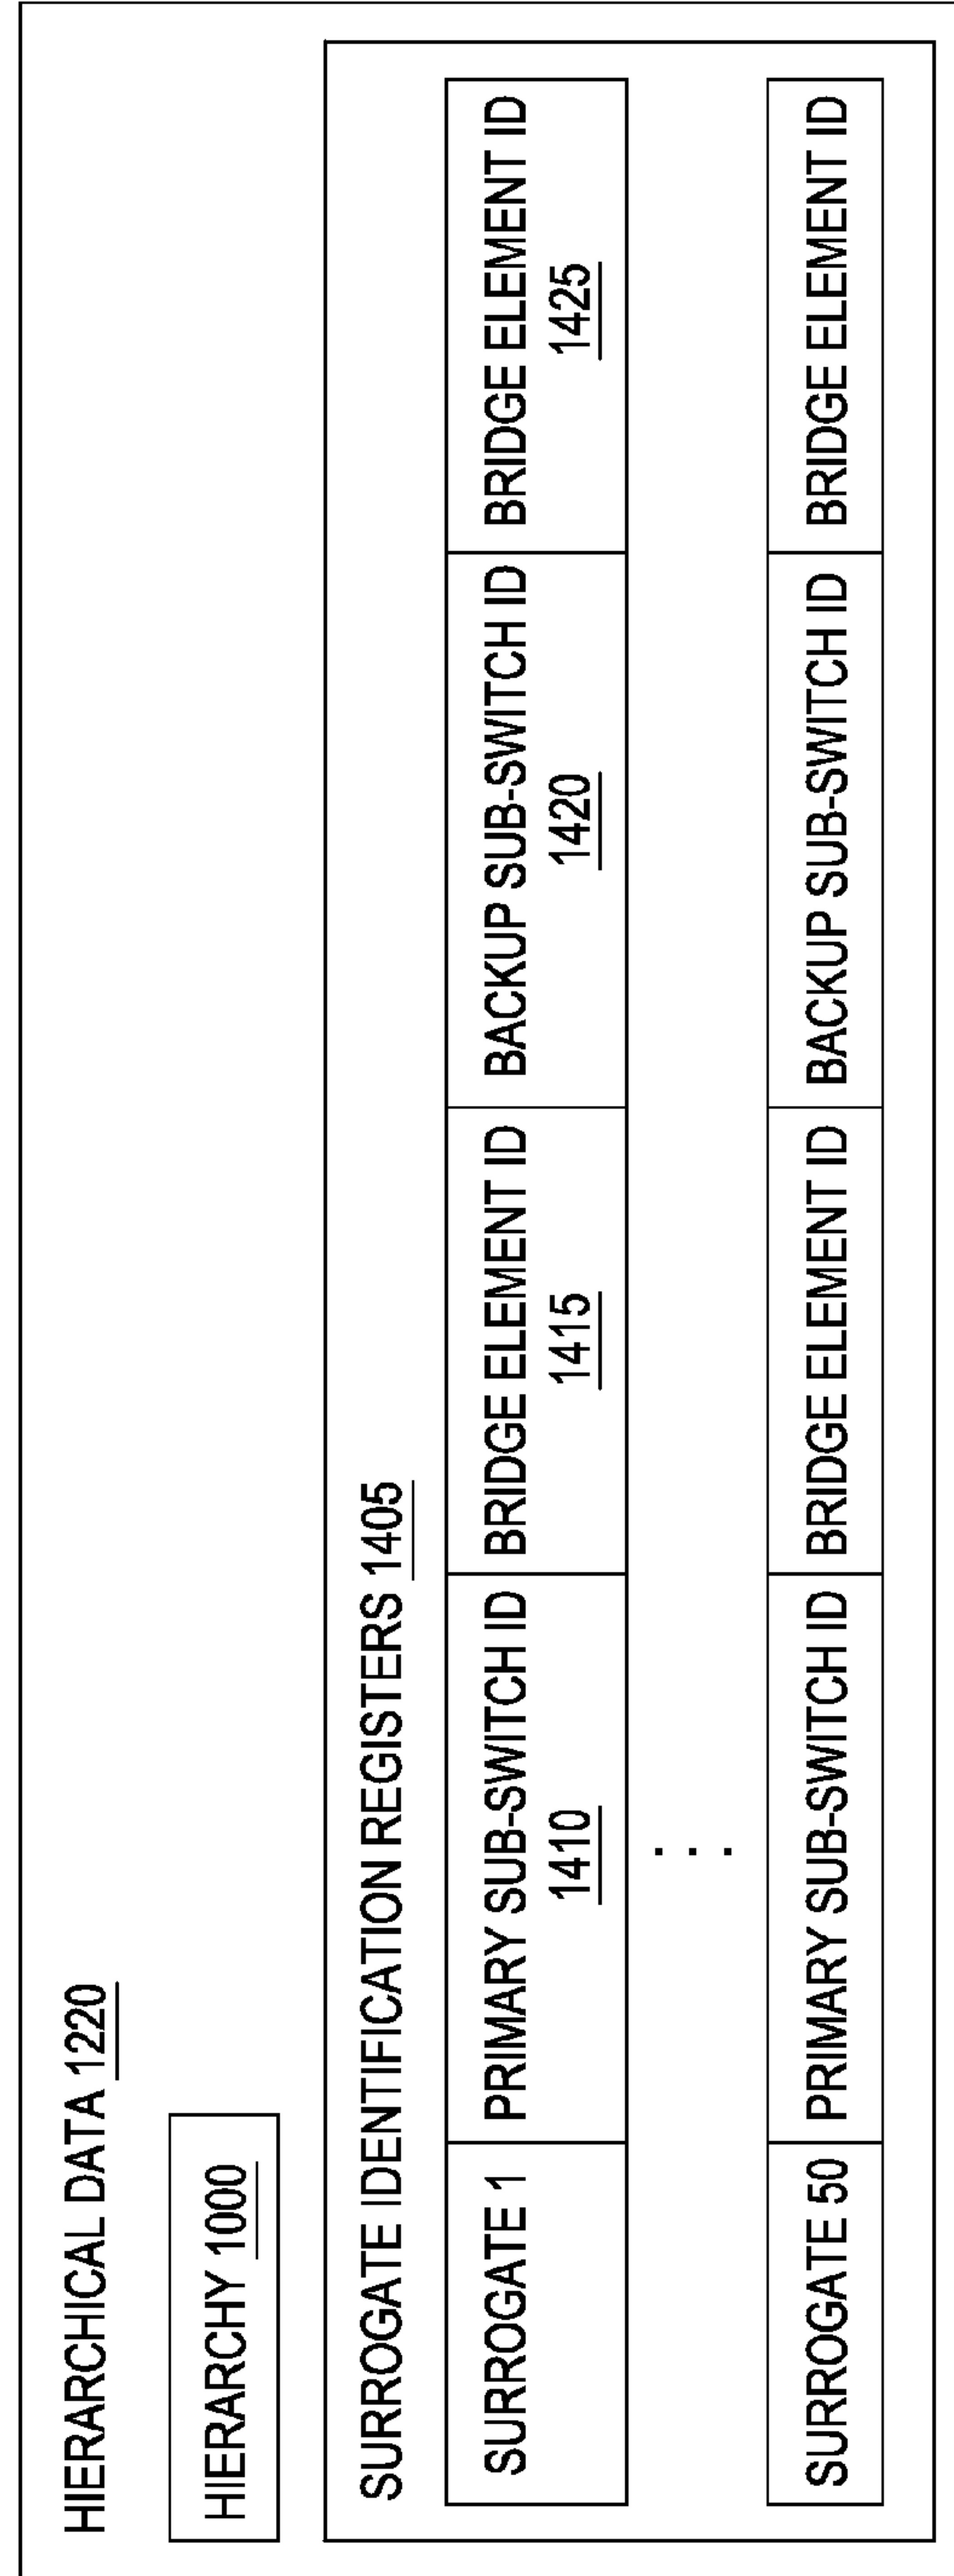 HIERARCHICAL DATA 1220
HIERARCHY 1000
SURROGATE IDENTIFICATION REGISTERS 1405
SURROGATE 1
PRIMARY SUB-SWITCH ID
1410
BRIDGE ELEMENT ID
1415
BACKUP SUB-SWITCH ID
1420
BRIDGE ELEMENT ID
1425
. . .
SURROGATE 50
PRIMARY SUB-SWITCH ID
BRIDGE ELEMENT ID
BACKUP SUB-SWITCH ID
BRIDGE ELEMENT ID